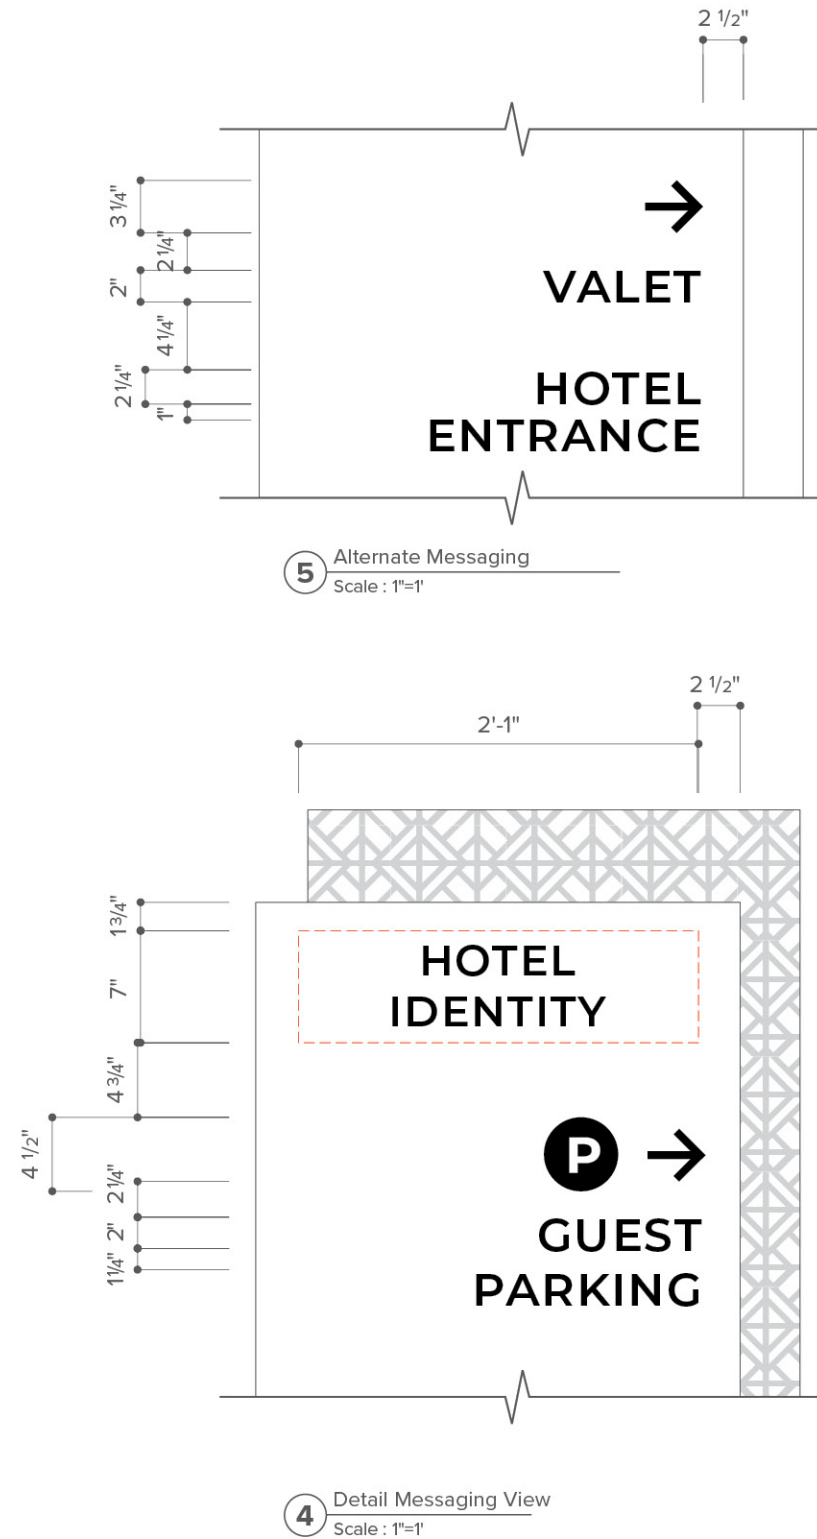 2 1/2"
3 1/4"
2 1/4"
2"
4 1/4"
2 1/4"
1"
VALET
HOTEL
ENTRANCE
5
Alternate Messaging
Scale : 1"=1'
2 1/2"
2'-1"
1 3/4"
7"
4 3/4"
4 1/2"
2 1/4"
2"
1 1/4"
HOTEL
IDENTITY
P
GUEST
PARKING
4
Detail Messaging View
Scale : 1"=1'